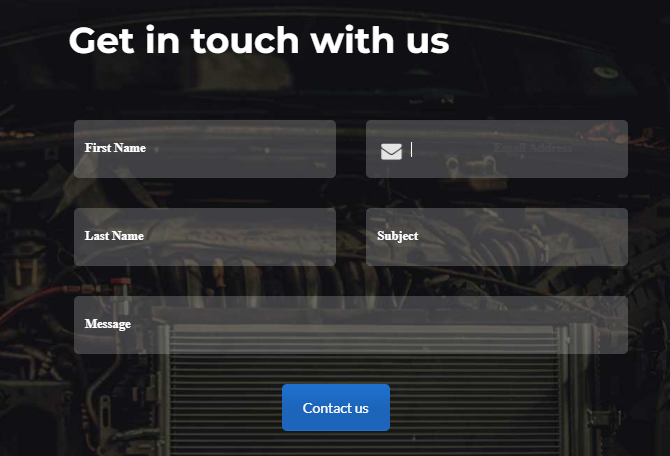 Get in touch with us
First Name
Email Address
Last Name
Subject
Message
Contact us